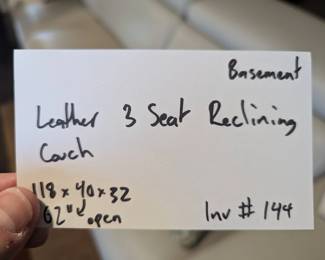 Basement
Leather 3 Seat Reclining
Couch
118 x 40 x 32
62" open
Inv # 144